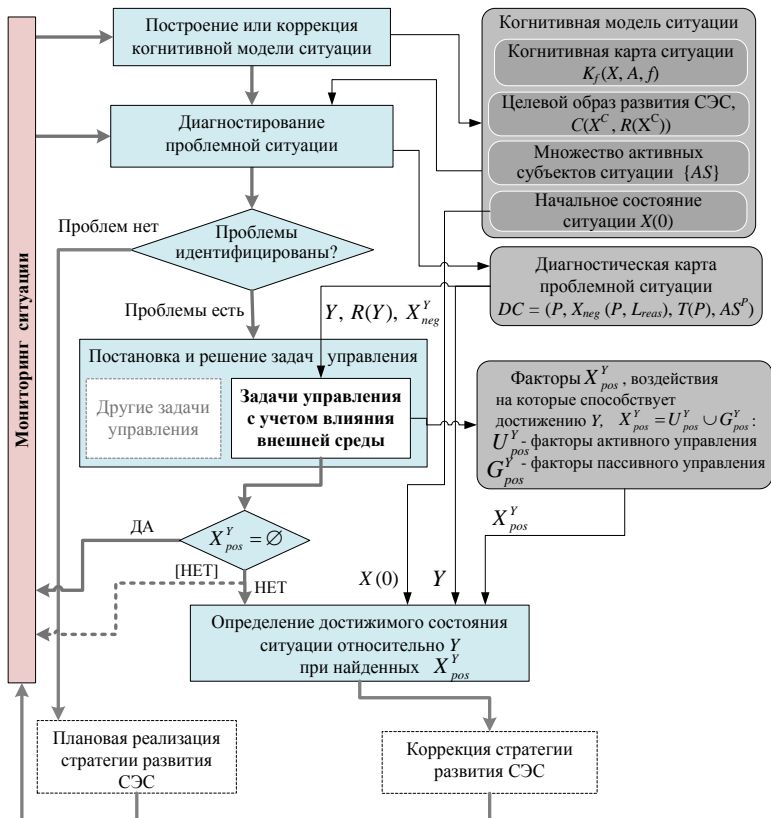 Построение или коррекция
когнитивной модели ситуации
Когнитивная модель ситуации
Когнитивная карта ситуации
K_f(X, A, f)
Целевой образ развития СЭС,
C(X^C, R(X^C))
Множество активных
субъектов ситуации {AS}
Начальное состояние
ситуации X(0)
Диагностирование
проблемной ситуации
Проблем нет
Проблемы
идентифицированы?
Проблемы есть
Диагностическая карта
проблемной ситуации
DC = (P, X_neg (P, L_reas), T(P), AS^P)
Y, R(Y), X^Y_neg
Мониторинг ситуации
Постановка и решение задач управления
Другие задачи
управления
Задачи управления
с учетом влияния
внешней среды
Факторы X^Y_pos, воздействия
на которые способствует
достижению Y, X^Y_pos = U^Y_pos ∪ G^Y_pos:
U^Y_pos - факторы активного управления
G^Y_pos - факторы пассивного управления
X^Y_pos
ДА
X^Y_pos = ∅
[НЕТ]
НЕТ
X(0)
Y
Определение достижимого состояния
ситуации относительно Y
при найденных X^Y_pos
Плановая реализация
стратегии развития
СЭС
Коррекция стратегии
развития СЭС